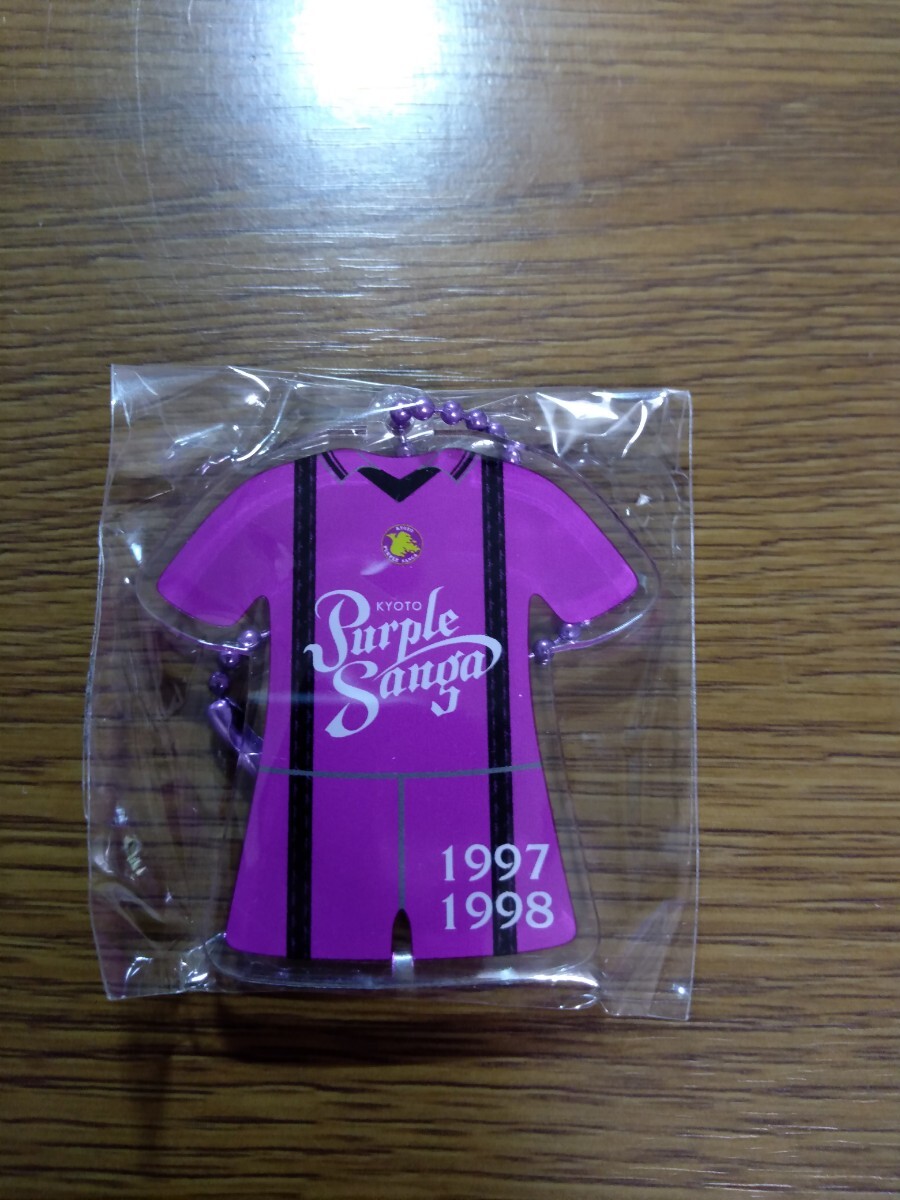 KYOTO
Purple
Sanga
1997
1998